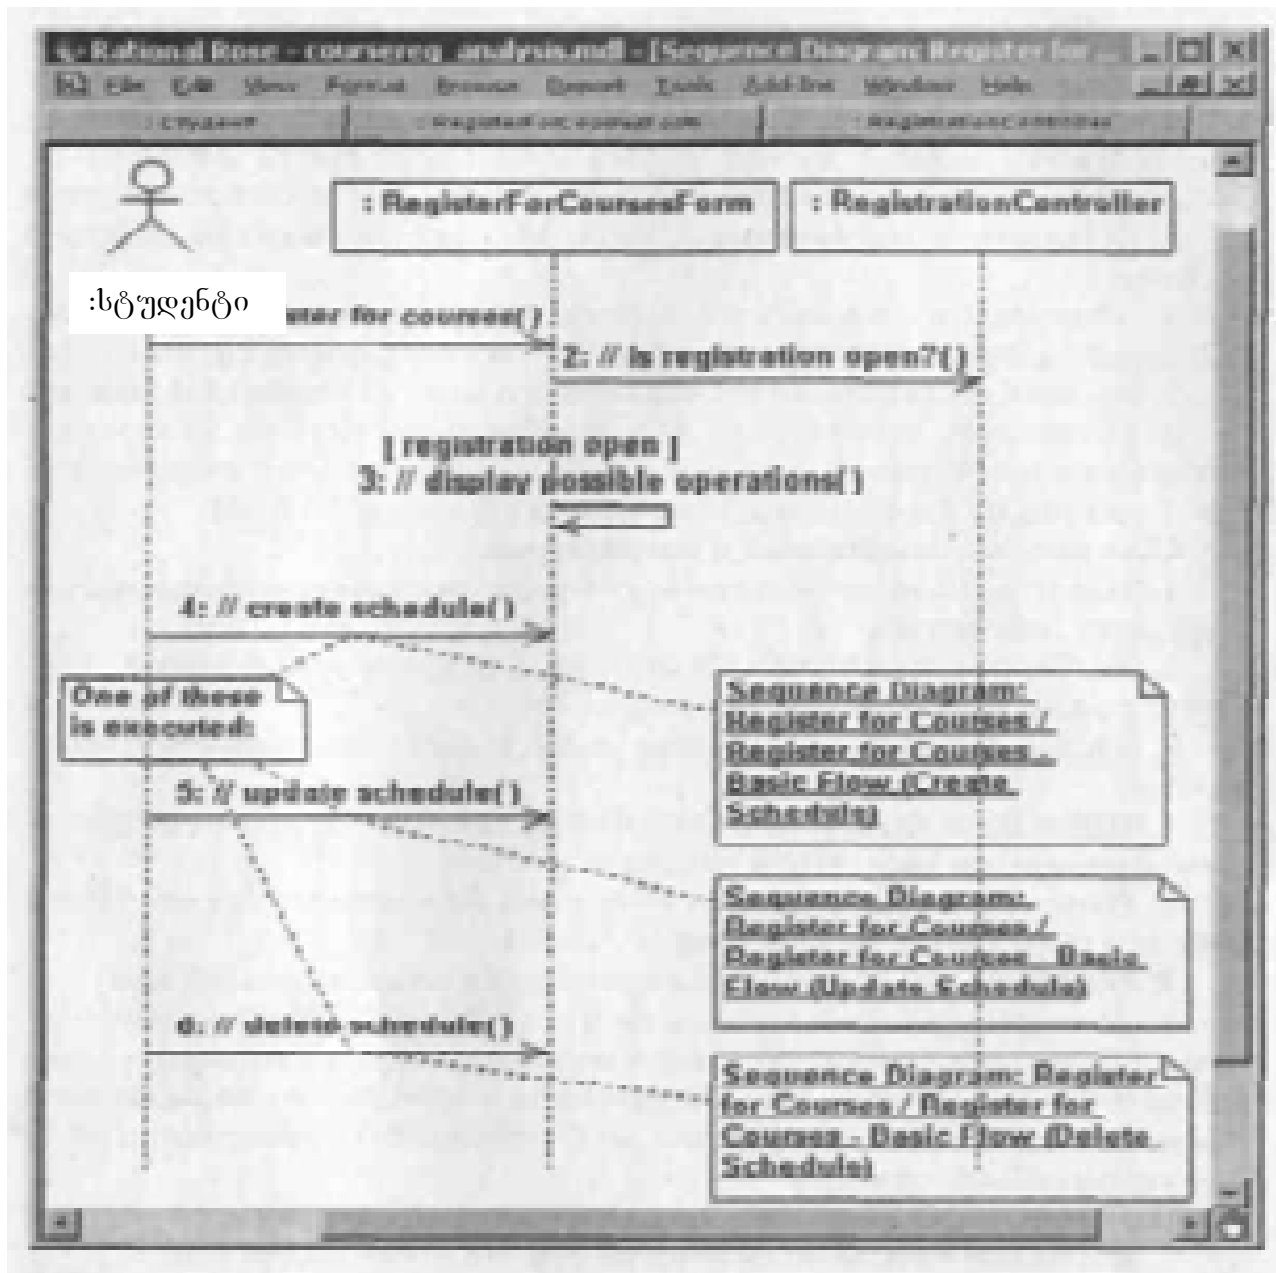 Rational Rose - coursereg_analysis.mdl - [Sequence Diagram: Register for ...
File Edit View Format Browse Report Tools Add-Ins Window Help
: Студент : RegisterForCoursesForm : RegistrationController
: RegisterForCoursesForm : RegistrationController
:სტუდენტი
for courses( )
2: // is registration open?( )
[ registration open ]
3: // display possible operations( )
4: // create schedule( )
One of these
is executed:
Sequence Diagram:
Register for Courses /
Register for Courses -
Basic Flow (Create
Schedule)
5: // update schedule( )
Sequence Diagram:
Register for Courses /
Register for Courses - Basic
Flow (Update Schedule)
6: // delete schedule( )
Sequence Diagram: Register
for Courses / Register for
Courses - Basic Flow (Delete
Schedule)